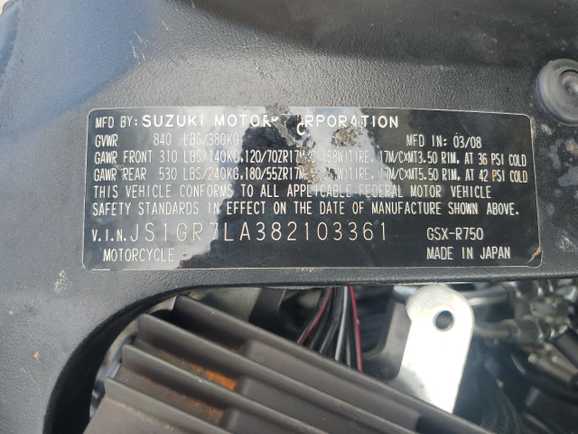 MFD BY: SUZUKI MOTOR CORPORATION
GVWR 840 LBS/380KG MFD IN: 03/08
GAWR FRONT 310 LBS/140KG, 120/70ZR17M/C (58W) TIRE, 17M/C×MT3.50 RIM, AT 36 PSI COLD
GAWR REAR 530 LBS/240KG, 180/55ZR17M/C TIRE, 17M/C×MT5.50 RIM, AT 42 PSI COLD
THIS VEHICLE CONFORMS TO ALL APPLICABLE FEDERAL MOTOR VEHICLE
SAFETY STANDARDS IN EFFECT ON THE DATE OF MANUFACTURE SHOWN ABOVE.
V.I.N. JS1GR7LA382103361 GSX-R750
MOTORCYCLE MADE IN JAPAN